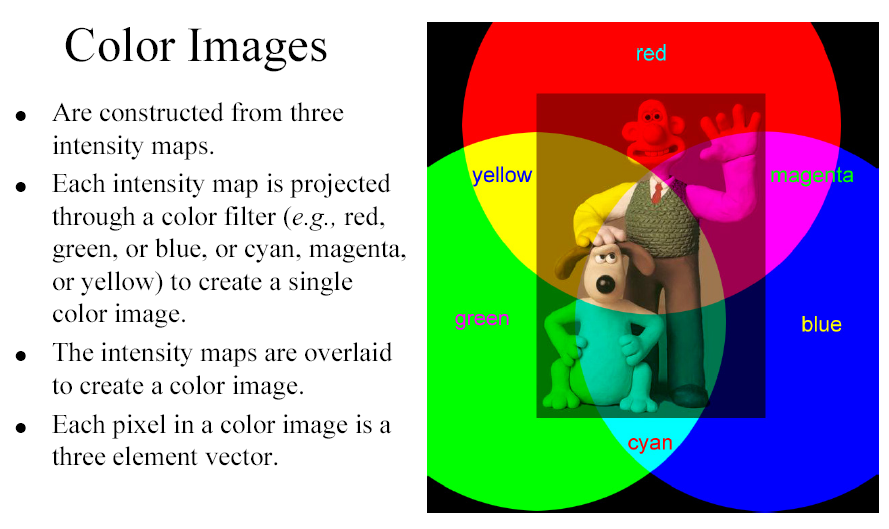 Color Images
● Are constructed from three
intensity maps.
● Each intensity map is projected
through a color filter (e.g., red,
green, or blue, or cyan, magenta,
or yellow) to create a single
color image.
● The intensity maps are overlaid
to create a color image.
● Each pixel in a color image is a
three element vector.
red
yellow
magenta
green
blue
cyan